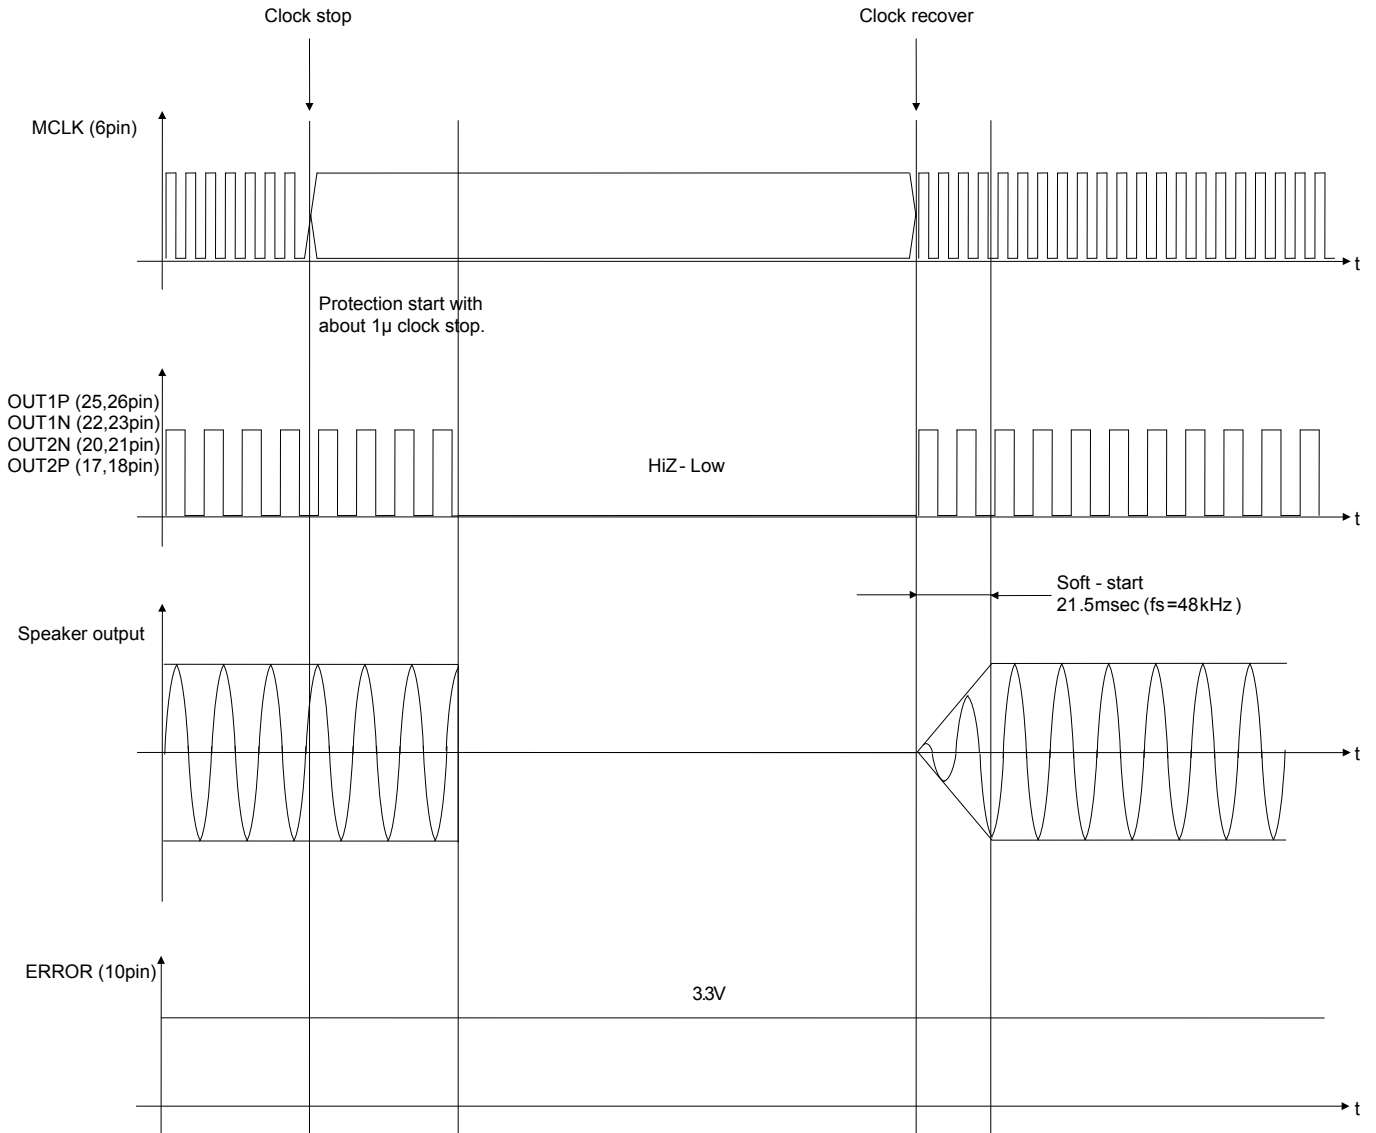 Clock stop
Clock recover
MCLK (6pin)
t
Protection start with
about 1µ clock stop.
OUT1P (25,26pin)
OUT1N (22,23pin)
OUT2N (20,21pin)
OUT2P (17,18pin)
HiZ - Low
t
Soft - start
21.5msec (fs=48kHz )
Speaker output
t
ERROR (10pin)
3.3V
t